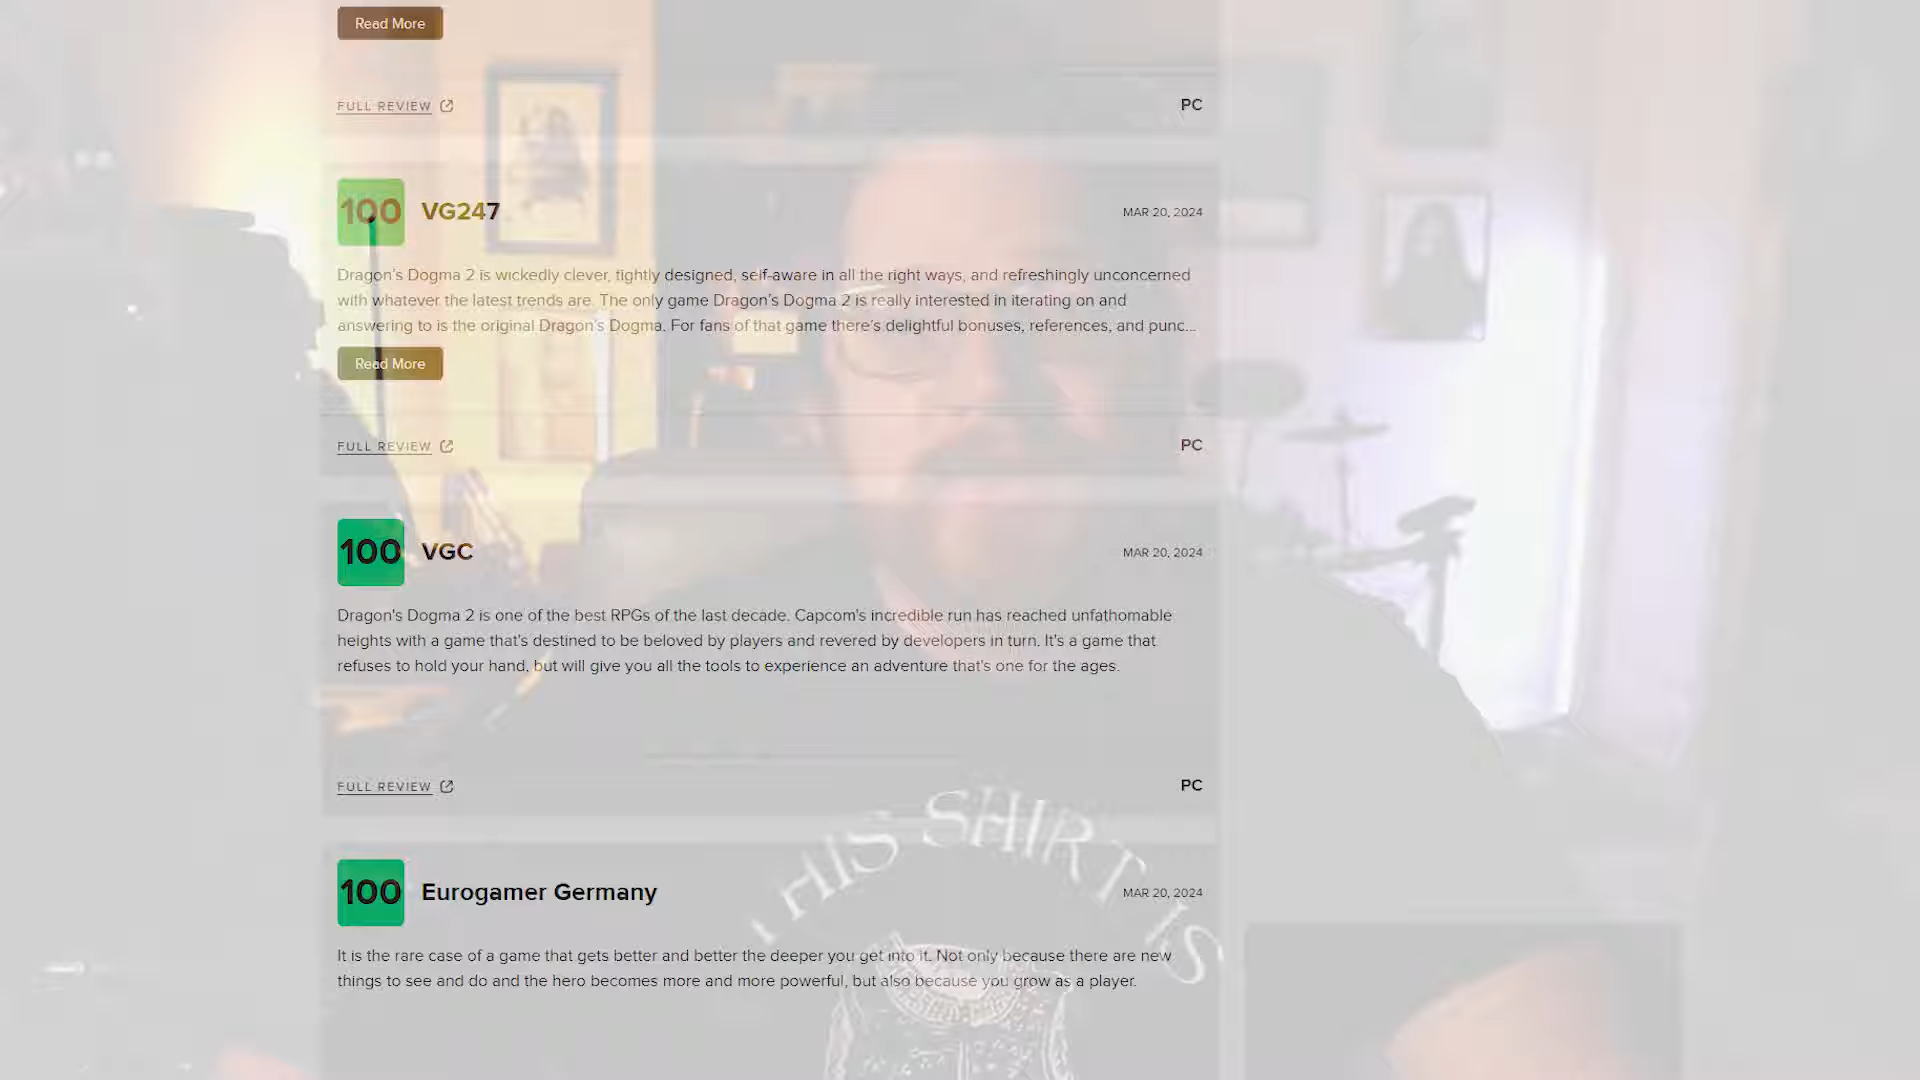 Read More
FULL REVIEW PC
100 VGC247 MAR 20, 2024
Dragon's Dogma 2 is wickedly clever, tightly designed, self-aware in all the right ways, and refreshingly unconcerned
with whatever the latest trends are. The only game Dragon's Dogma 2 is really interested in iterating on and
answering to is the original Dragon's Dogma. For fans of that game there's delightful bonuses, references, and punc...
Read More
FULL REVIEW PC
100 VGC MAR 20, 2024
Dragon's Dogma 2 is one of the best RPGs of the last decade. Capcom's incredible run has reached unfathomable
heights with a game that's destined to be beloved by players and revered by developers in turn. It's a game that
refuses to hold your hand, but will give you all the tools to experience an adventure that's one for the ages.
FULL REVIEW PC
THIS SHIRT IS
100 Eurogamer Germany MAR 20, 2024
It is the rare case of a game that gets better and better the deeper you get into it. Not only because there are new
things to see and do and the hero becomes more and more powerful, but also because you grow as a player.